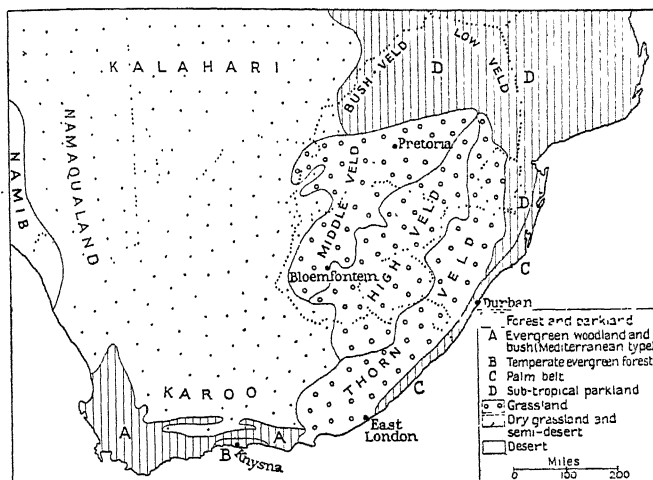 KALAHARI
NAMAQUALAND
NAMIB
BUSH-VELD
LOW VELD
D
D
Pretoria
MIDDLE VELD
HIGH VELD
THORN VELD
D
C
Bloemfontein
Durban
KAROO
C
A
B
A
Knysna
East
London
Forest and parkland
A Evergreen woodland and
bush (Mediterranean type)
B Temperate evergreen forest
C Palm belt
D Sub-tropical parkland
Grassland
Dry grassland and
semi-desert
Desert
Miles
0 100 200